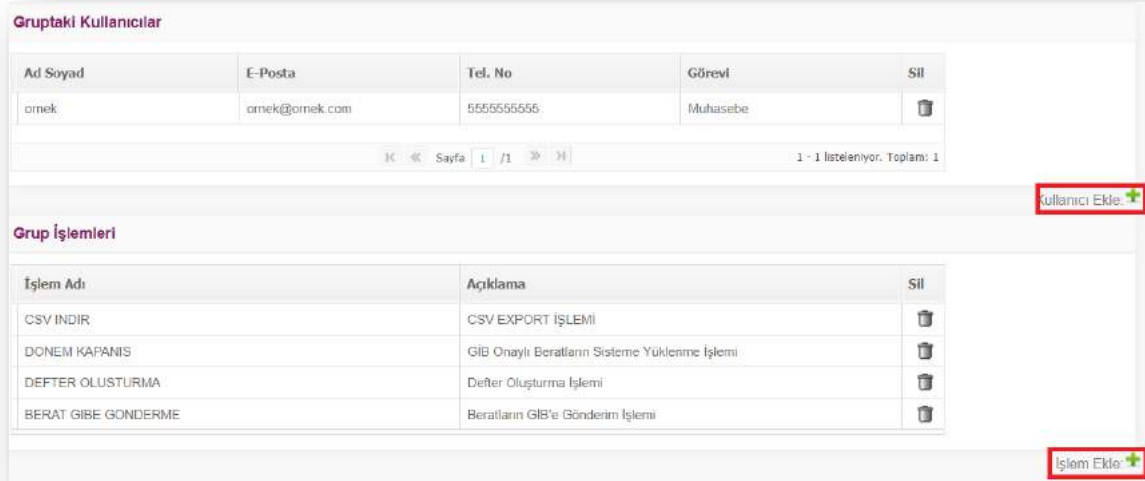 Gruptaki Kullanıcılar
Ad Soyad E-Posta Tel. No Görevi Sil
ornek ornek@ornek.com 5555555555 Muhasebe
Sayfa 1 /1 1 - 1 listeleniyor. Toplam: 1
Kullanıcı Ekle:
Grup İşlemleri
İşlem Adı Açıklama Sil
CSV INDIR CSV EXPORT İŞLEMİ
DONEM KAPANIS GİB Onaylı Beratların Sisteme Yüklenme İşlemi
DEFTER OLUSTURMA Defter Oluşturma İşlemi
BERAT GIBE GONDERME Beratların GİB'e Gönderim İşlemi
İşlem Ekle: